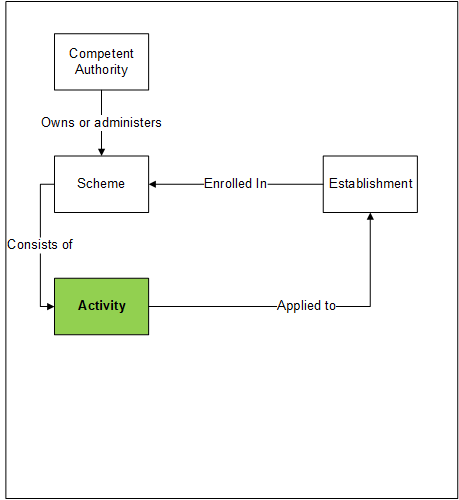 Competent
Authority
Owns or administers
Scheme
Enrolled In
Establishment
Consists of
Activity
Applied to